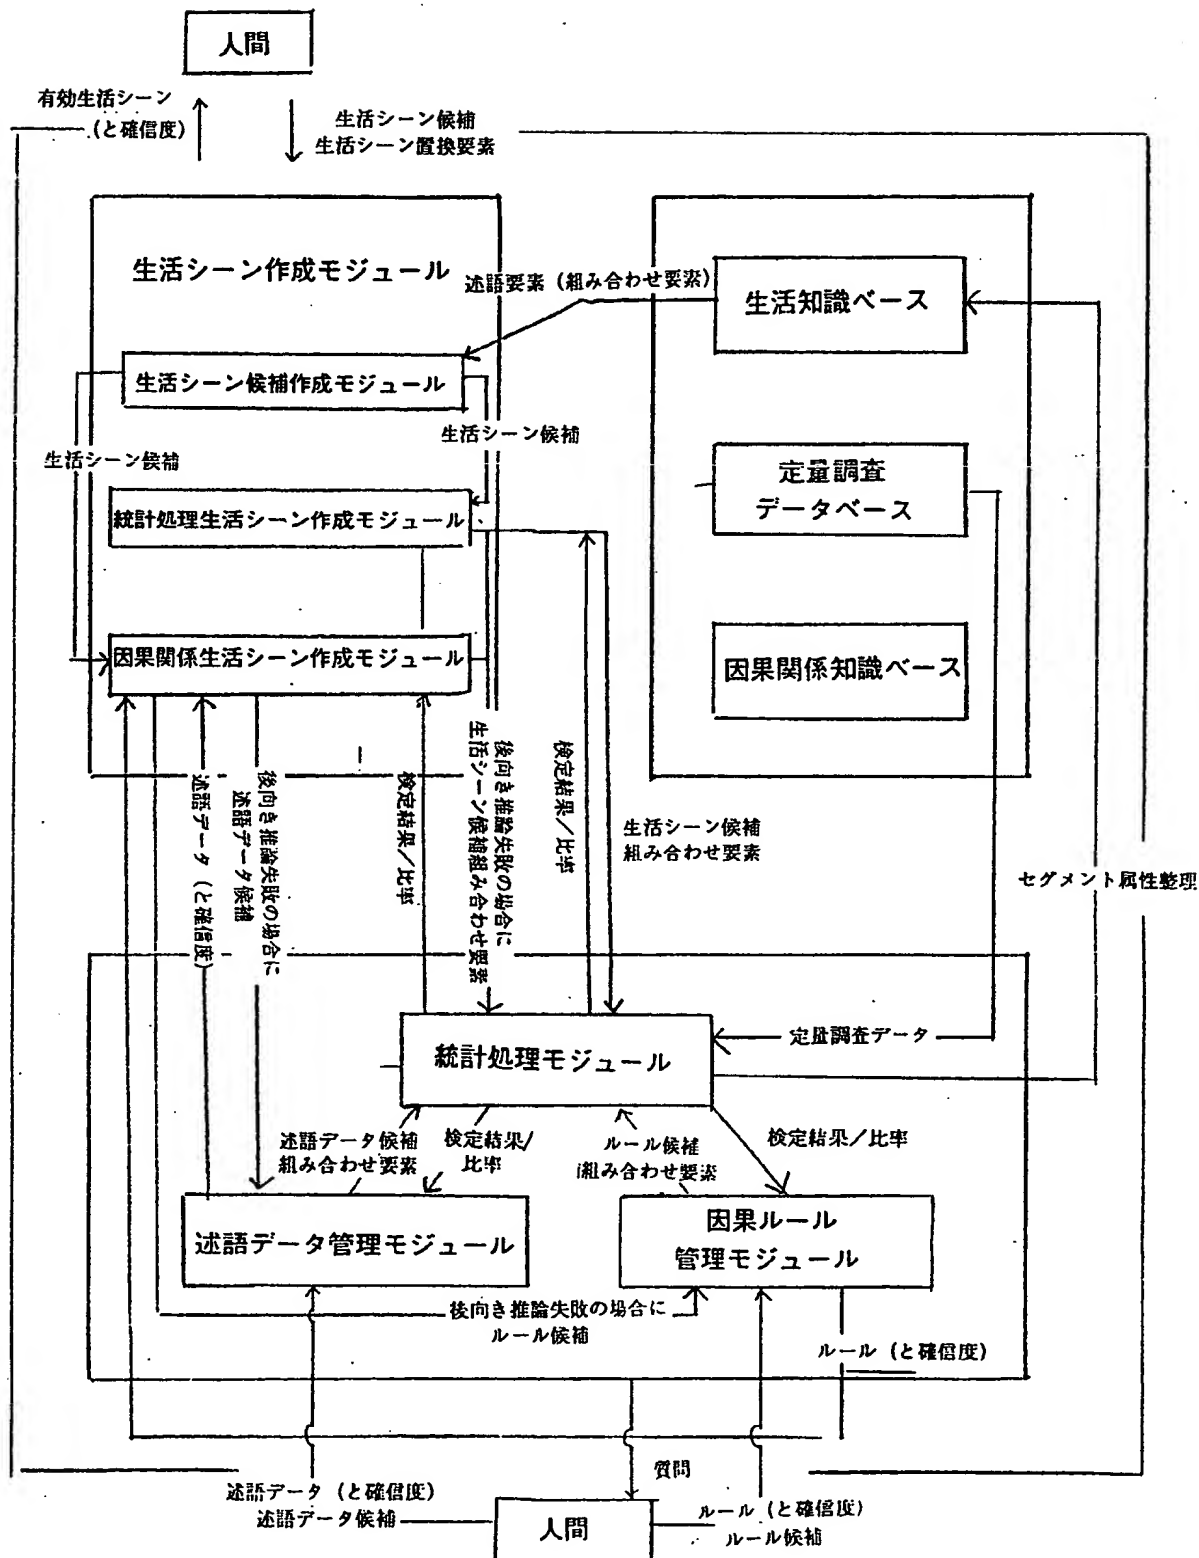 人間
有効生活シーン
(と確信度)
生活シーン候補
生活シーン置換要素
生活シーン作成モジュール
述語要素（組み合わせ要素）
生活知識ベース
生活シーン候補作成モジュール
生活シーン候補
生活シーン候補
定量調査
データベース
統計処理生活シーン作成モジュール
因果関係生活シーン作成モジュール
因果関係知識ベース
述語データ（と確信度）
後向き推論失敗の場合に
述語データ候補
検定結果／比率
後向き推論失敗の場合に
生活シーン候補組み合わせ要素
検定結果／比率
生活シーン候補
組み合わせ要素
セグメント属性整理
定量調査データ
統計処理モジュール
述語データ候補
組み合わせ要素
検定結果/
比率
ルール候補
組み合わせ要素
検定結果／比率
述語データ管理モジュール
因果ルール
管理モジュール
後向き推論失敗の場合に
ルール候補
ルール（と確信度）
質問
述語データ（と確信度）
述語データ候補
人間
ルール（と確信度）
ルール候補